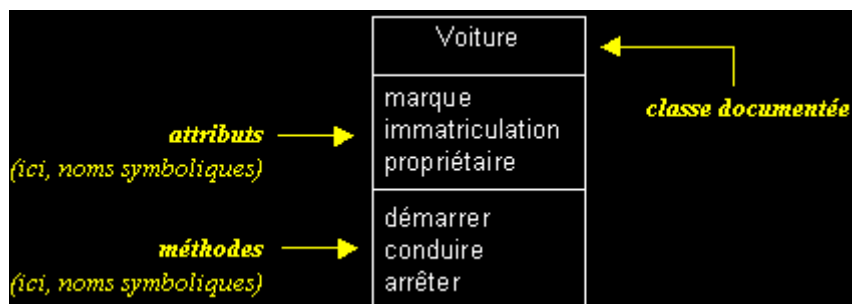 Voiture
classe documentée
marque
immatriculation
propriétaire
attributs
(ici, noms symboliques)
démarrer
conduire
arrêter
méthodes
(ici, noms symboliques)